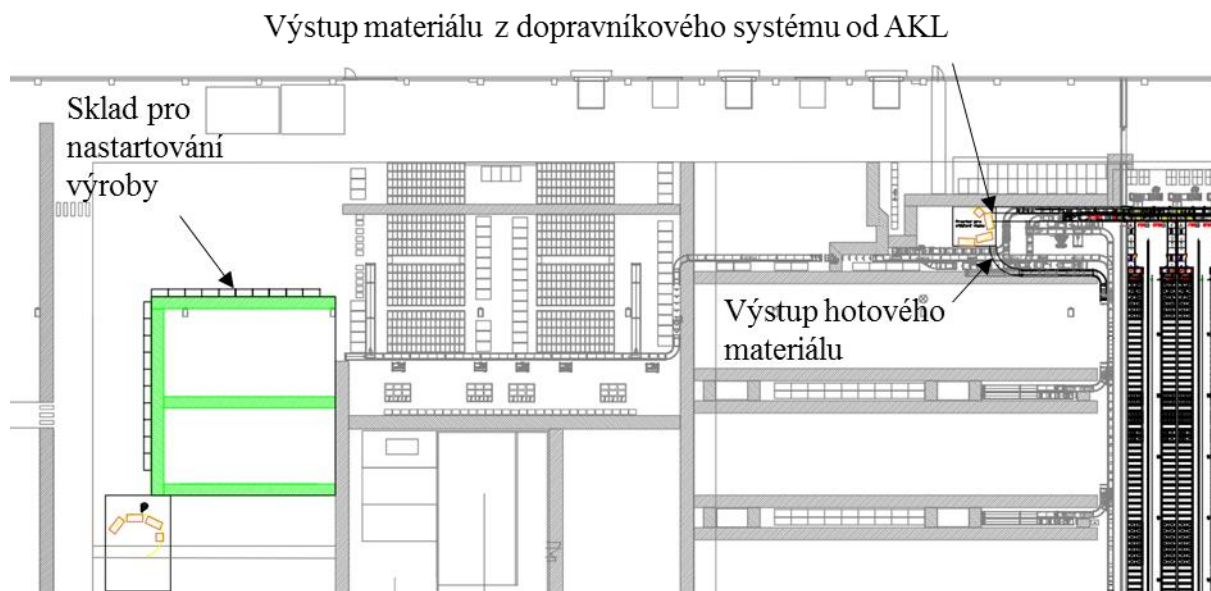 Výstup materiálu z dopravníkového systému od AKL
Sklad pro
nastartování
výroby
Výstup hotového
materiálu